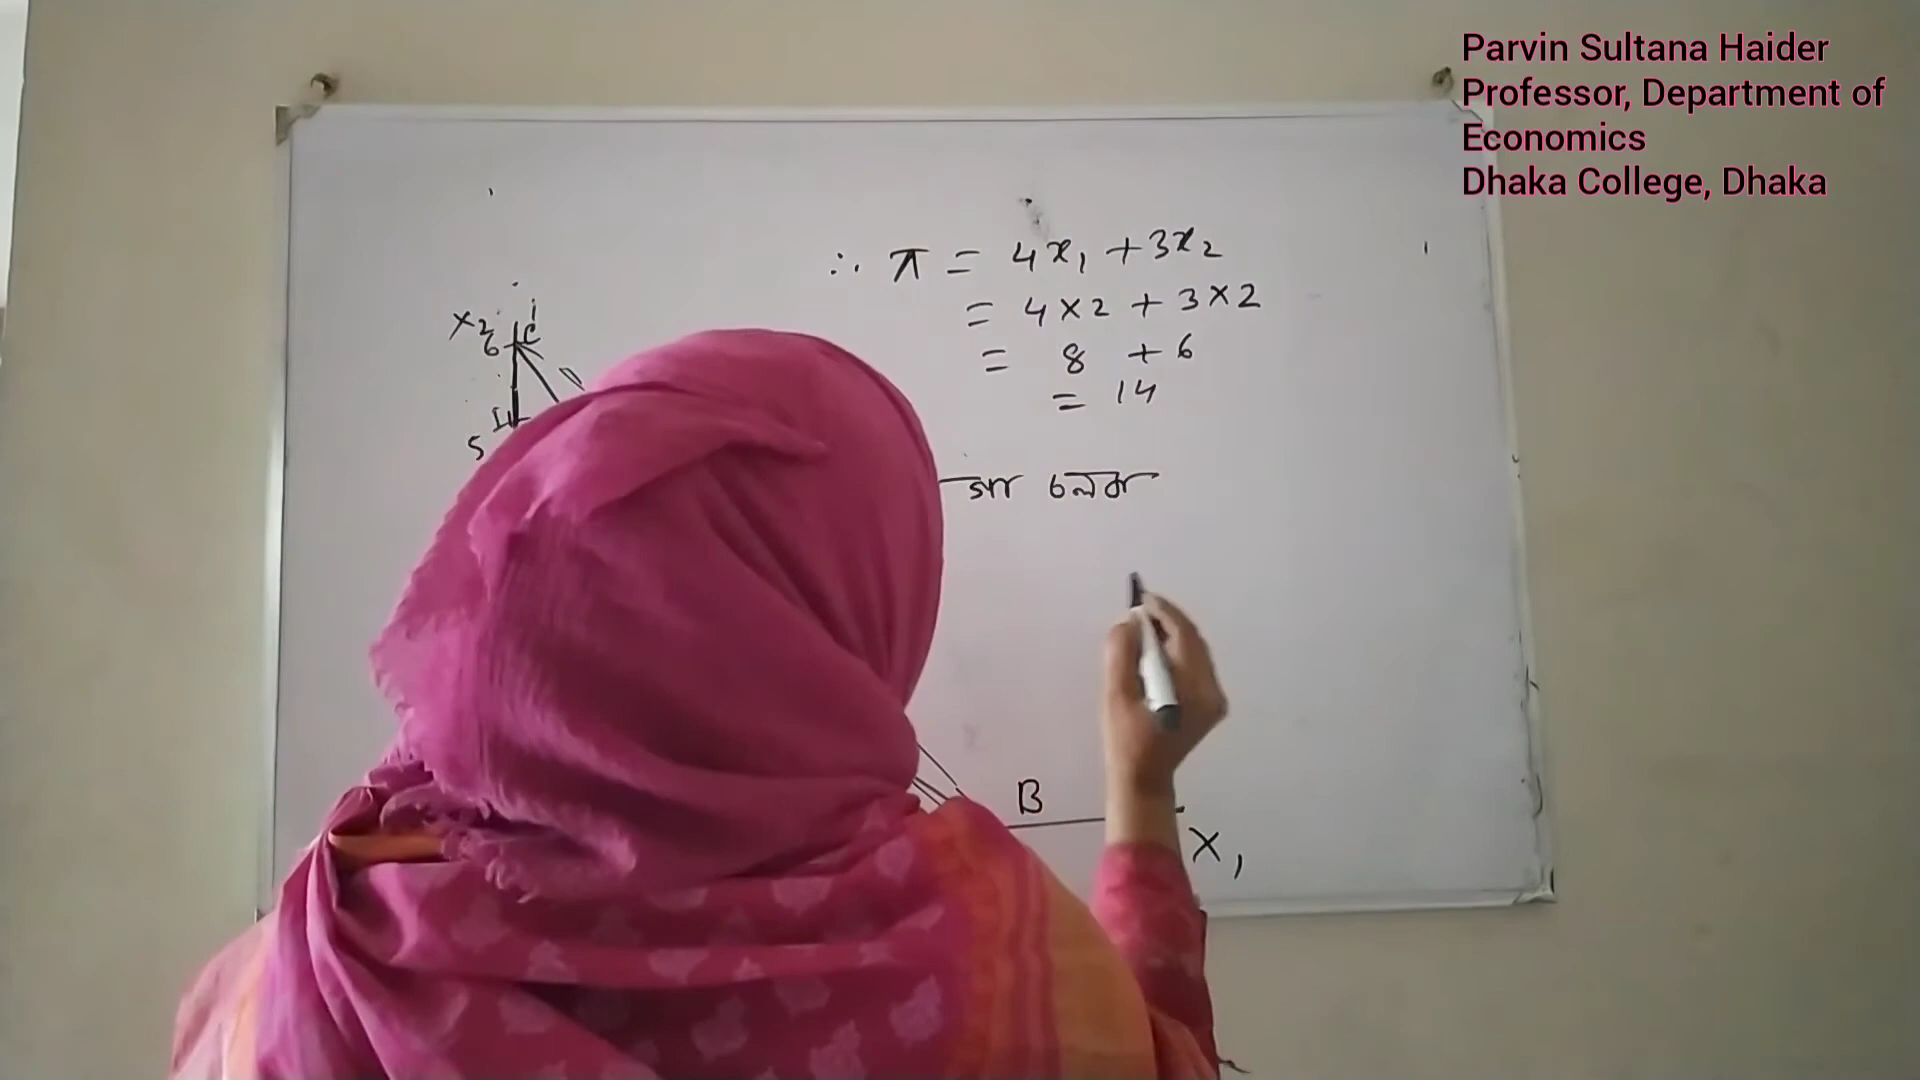 Parvin Sultana Haider
Professor, Department of
Economics
Dhaka College, Dhaka
∴ π = 4x₁ + 3x₂
= 4 × 2 + 3 × 2
= 8 + 6
= 14
X₂
6
C
5
চলক
B
X₁